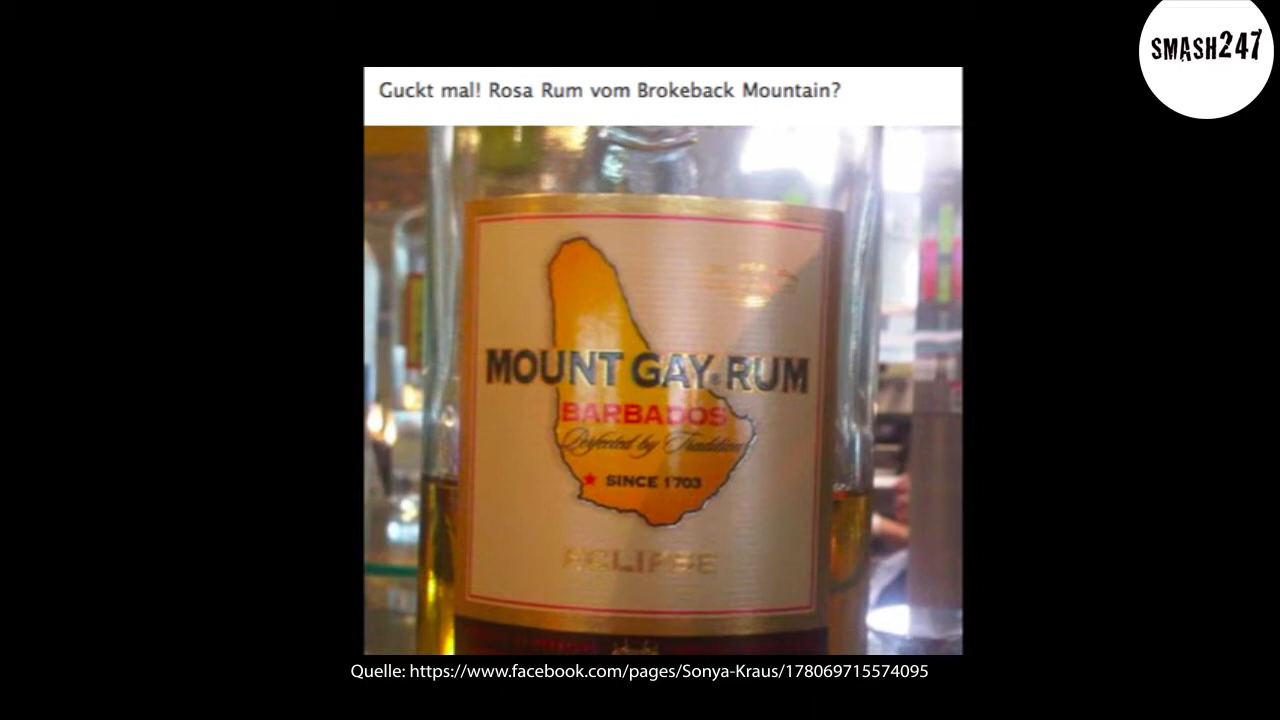 SMASH247
Guckt mal! Rosa Rum vom Brokeback Mountain?
MOUNT GAY RUM
BARBADOS
Perfected by Tradition
SINCE 1703
ECLIPSE
Quelle: https://www.facebook.com/pages/Sonya-Kraus/178069715574095